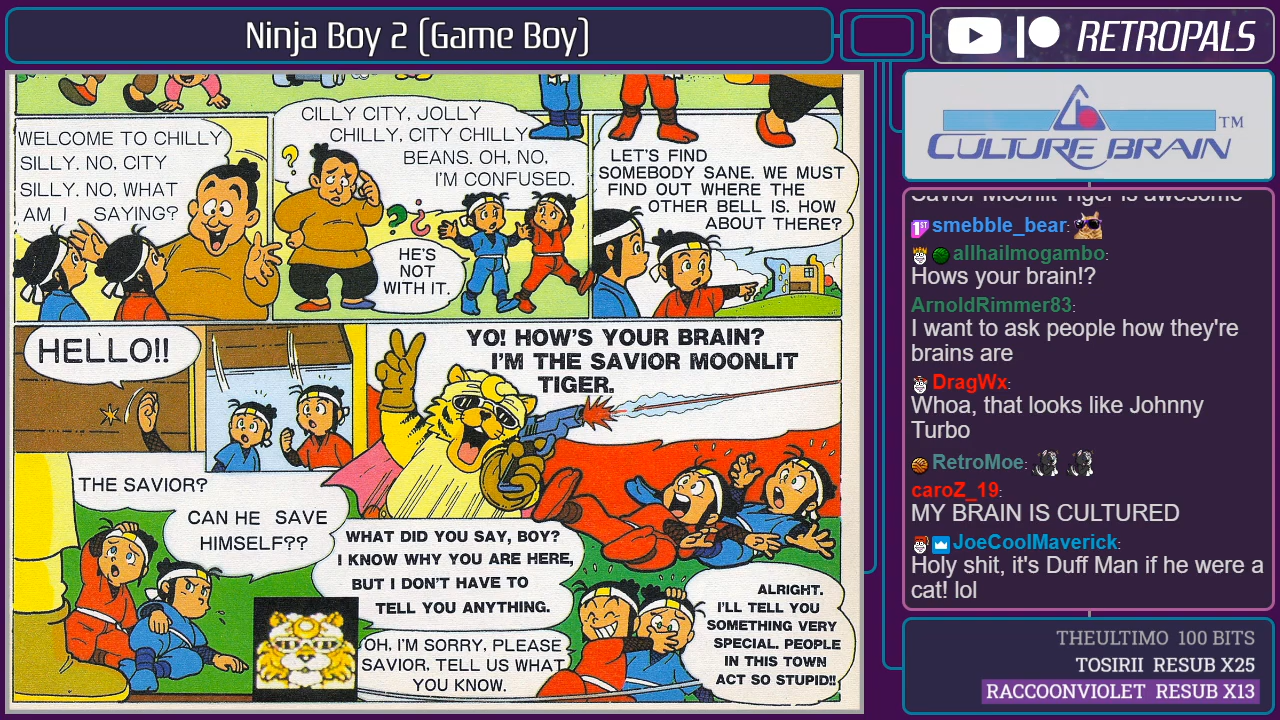 Ninja Boy 2 (Game Boy)
RETROPALS
WELCOME TO CHILLY
SILLY. NO, CITY
SILLY. NO, WHAT
AM I SAYING?
CILLY CITY, JOLLY
CHILLY, CITY CHILLY
BEANS. OH, NO,
I'M CONFUSED.
HE'S
NOT
WITH IT.
LET'S FIND
SOMEBODY SANE. WE MUST
FIND OUT WHERE THE
OTHER BELL IS. HOW
ABOUT THERE?
HELLO!!
YO! HOW'S YOUR BRAIN?
I'M THE SAVIOR MOONLIT
TIGER.
THE SAVIOR?
CAN HE SAVE
HIMSELF??
WHAT DID YOU SAY, BOY?
I KNOW WHY YOU ARE HERE,
BUT I DON'T HAVE TO
TELL YOU ANYTHING.
OH, I'M SORRY, PLEASE
SAVIOR, TELL US WHAT
YOU KNOW.
ALRIGHT.
I'LL TELL YOU
SOMETHING VERY
SPECIAL. PEOPLE
IN THIS TOWN
ACT SO STUPID!!
CULTURE BRAIN TM
Savior Moonlit Tiger is awesome
1ST smebble_bear:
allhailmogambo:
Hows your brain!?
ArnoldRimmer83:
I want to ask people how they're
brains are
DragWx:
Whoa, that looks like Johnny
Turbo
RetroMoe:
caroZ_19:
MY BRAIN IS CULTURED
JoeCoolMaverick:
Holy shit, it's Duff Man if he were a
cat! lol
THEULTIMO 100 BITS
TOSIRII RESUB X25
RACCOONVIOLET RESUB X13